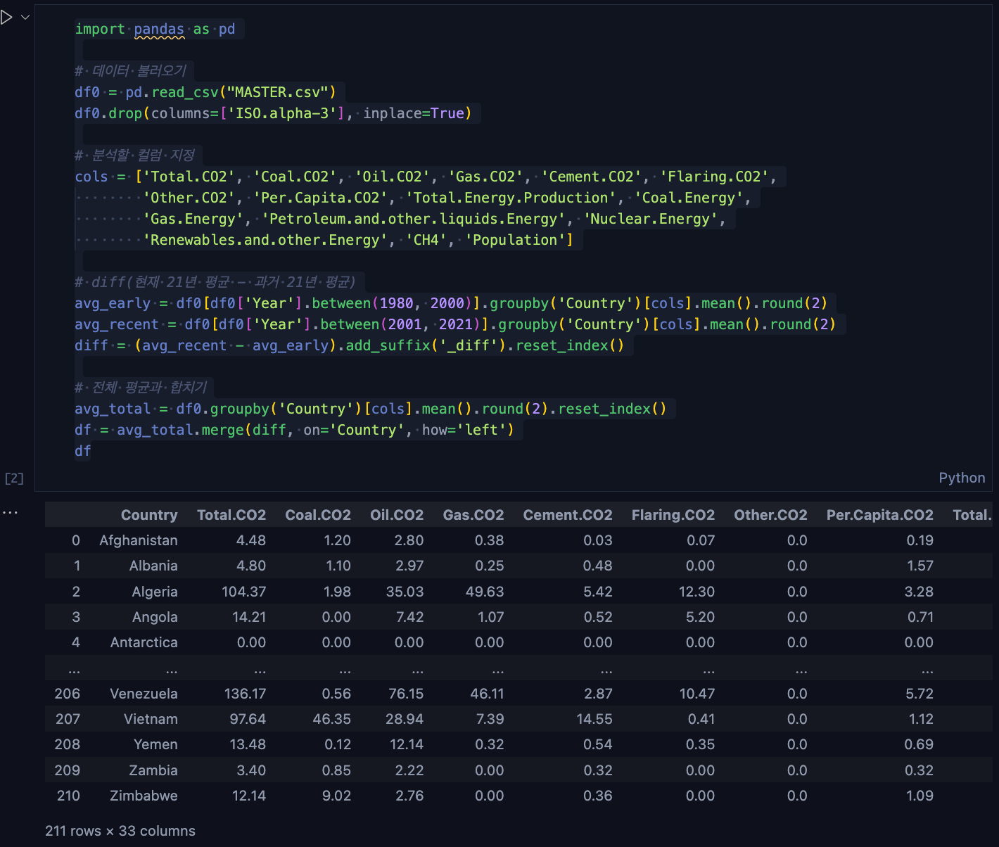 import pandas as pd
# 데이터 불러오기
df0 = pd.read_csv("MASTER.csv")
df0.drop(columns=['ISO.alpha-3'], inplace=True)
# 분석할 컬럼 지정
cols = ['Total.CO2', 'Coal.CO2', 'Oil.CO2', 'Gas.CO2', 'Cement.CO2', 'Flaring.CO2',
'Other.CO2', 'Per.Capita.CO2', 'Total.Energy.Production', 'Coal.Energy',
'Gas.Energy', 'Petroleum.and.other.liquids.Energy', 'Nuclear.Energy',
'Renewables.and.other.Energy', 'CH4', 'Population']
# diff(현재 21년 평균 - 과거 21년 평균)
avg_early = df0[df0['Year'].between(1980, 2000)].groupby('Country')[cols].mean().round(2)
avg_recent = df0[df0['Year'].between(2001, 2021)].groupby('Country')[cols].mean().round(2)
diff = (avg_recent - avg_early).add_suffix('_diff').reset_index()
# 전체 평균과 합치기
avg_total = df0.groupby('Country')[cols].mean().round(2).reset_index()
df = avg_total.merge(diff, on='Country', how='left')
df
[2]
Python
...
Country Total.CO2 Coal.CO2 Oil.CO2 Gas.CO2 Cement.CO2 Flaring.CO2 Other.CO2 Per.Capita.CO2 Total.
0 Afghanistan 4.48 1.20 2.80 0.38 0.03 0.07 0.0 0.19
1 Albania 4.80 1.10 2.97 0.25 0.48 0.00 0.0 1.57
2 Algeria 104.37 1.98 35.03 49.63 5.42 12.30 0.0 3.28
3 Angola 14.21 0.00 7.42 1.07 0.52 5.20 0.0 0.71
4 Antarctica 0.00 0.00 0.00 0.00 0.00 0.00 0.0 0.00
... ... ... ... ... ... ... ... ... ...
206 Venezuela 136.17 0.56 76.15 46.11 2.87 10.47 0.0 5.72
207 Vietnam 97.64 46.35 28.94 7.39 14.55 0.41 0.0 1.12
208 Yemen 13.48 0.12 12.14 0.32 0.54 0.35 0.0 0.69
209 Zambia 3.40 0.85 2.22 0.00 0.32 0.00 0.0 0.32
210 Zimbabwe 12.14 9.02 2.76 0.00 0.36 0.00 0.0 1.09
211 rows × 33 columns